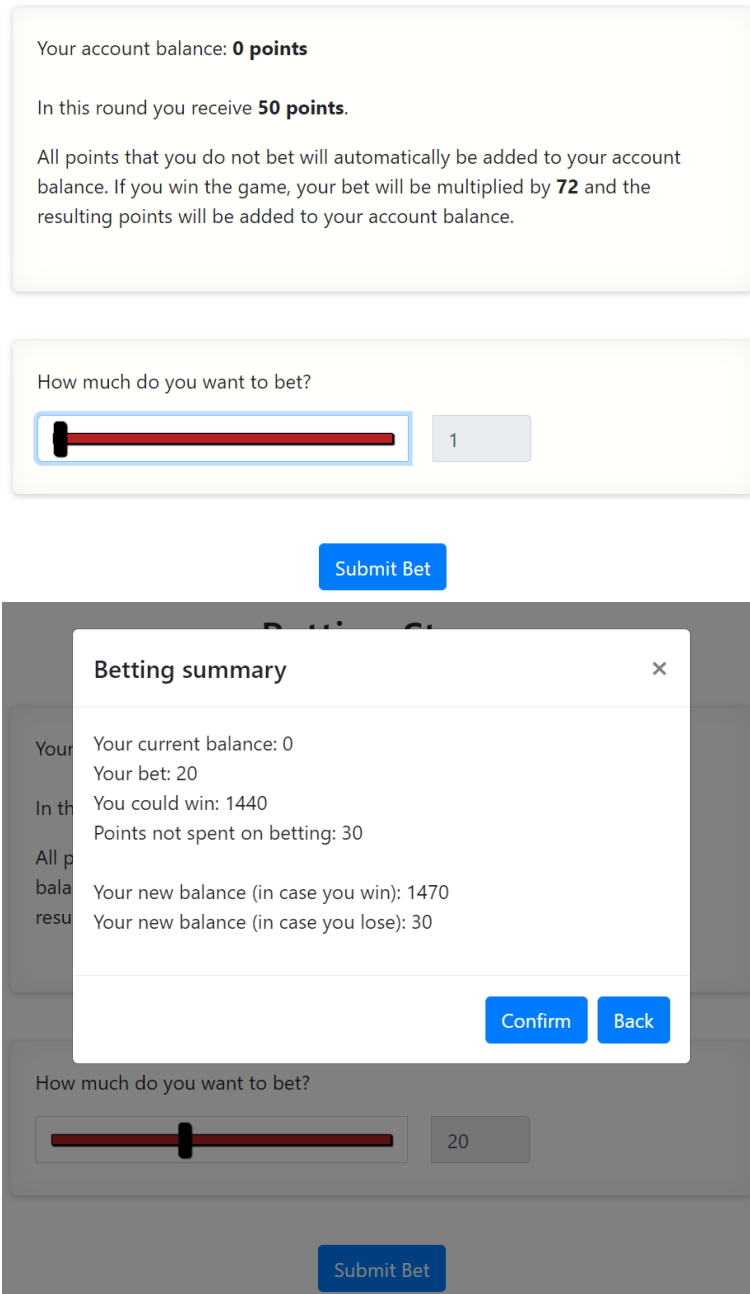 Your account balance: 0 points
In this round you receive 50 points.
All points that you do not bet will automatically be added to your account
balance. If you win the game, your bet will be multiplied by 72 and the
resulting points will be added to your account balance.
How much do you want to bet?
1
Submit Bet
Betting summary
×
Your current balance: 0
Your bet: 20
You could win: 1440
Points not spent on betting: 30
Your new balance (in case you win): 1470
Your new balance (in case you lose): 30
Confirm Back
How much do you want to bet?
20
Submit Bet